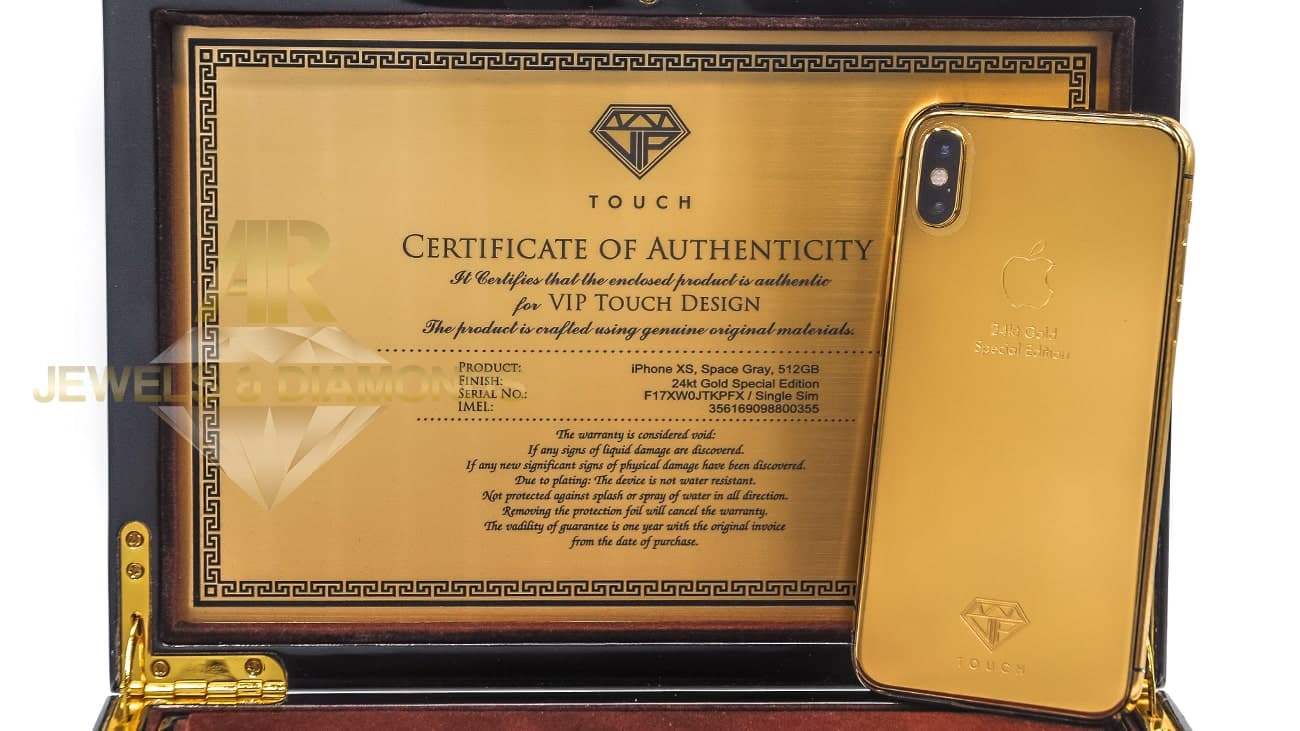 VIP
TOUCH
CERTIFICATE OF AUTHENTICITY
It Certifies that the enclosed product is authentic
for VIP TOUCH DESIGN
The product is crafted using genuine original materials.
PRODUCT: iPhone XS, Space Gray, 512GB
FINISH: 24kt Gold Special Edition
SERIAL NO.: F17XW0JTKPFX / Single Sim
IMEI.: 356169098800355
The warranty is considered void:
If any signs of liquid damage are discovered.
If any new significant signs of physical damage have been discovered.
Due to plating: The device is not water resistant.
Not protected against splash or spray of water in all direction.
Removing the protection foil will cancel the warranty.
The vadility of guarantee is one year with the original invoice
from the date of purchase.
24kt Gold
Special Edition
VIP
TOUCH
AR
JEWELS & DIAMONDS